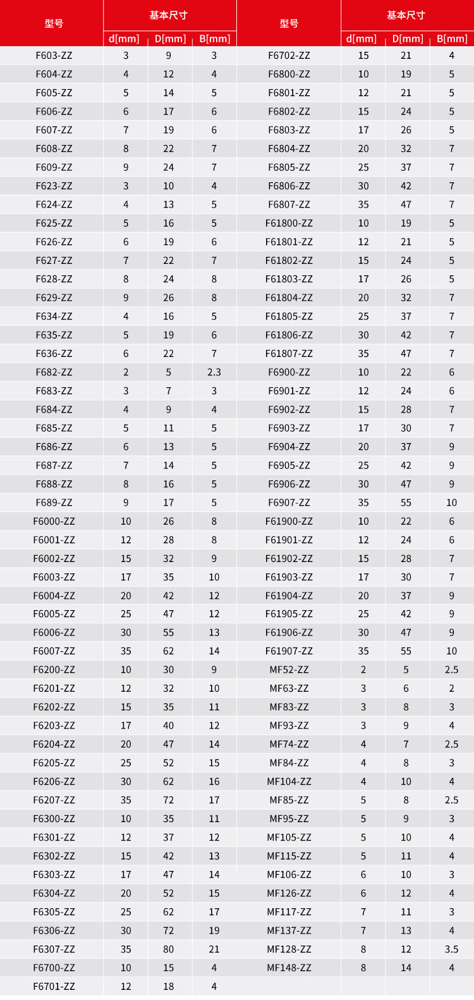 型号 基本尺寸 型号 基本尺寸
d[mm] D[mm] B[mm] d[mm] D[mm] B[mm]
F603-ZZ 3 9 3 F6702-ZZ 15 21 4
F604-ZZ 4 12 4 F6800-ZZ 10 19 5
F605-ZZ 5 14 5 F6801-ZZ 12 21 5
F606-ZZ 6 17 6 F6802-ZZ 15 24 5
F607-ZZ 7 19 6 F6803-ZZ 17 26 5
F608-ZZ 8 22 7 F6804-ZZ 20 32 7
F609-ZZ 9 24 7 F6805-ZZ 25 37 7
F623-ZZ 3 10 4 F6806-ZZ 30 42 7
F624-ZZ 4 13 5 F6807-ZZ 35 47 7
F625-ZZ 5 16 5 F61800-ZZ 10 19 5
F626-ZZ 6 19 6 F61801-ZZ 12 21 5
F627-ZZ 7 22 7 F61802-ZZ 15 24 5
F628-ZZ 8 24 8 F61803-ZZ 17 26 5
F629-ZZ 9 26 8 F61804-ZZ 20 32 7
F634-ZZ 4 16 5 F61805-ZZ 25 37 7
F635-ZZ 5 19 6 F61806-ZZ 30 42 7
F636-ZZ 6 22 7 F61807-ZZ 35 47 7
F682-ZZ 2 5 2.3 F6900-ZZ 10 22 6
F683-ZZ 3 7 3 F6901-ZZ 12 24 6
F684-ZZ 4 9 4 F6902-ZZ 15 28 7
F685-ZZ 5 11 5 F6903-ZZ 17 30 7
F686-ZZ 6 13 5 F6904-ZZ 20 37 9
F687-ZZ 7 14 5 F6905-ZZ 25 42 9
F688-ZZ 8 16 5 F6906-ZZ 30 47 9
F689-ZZ 9 17 5 F6907-ZZ 35 55 10
F6000-ZZ 10 26 8 F61900-ZZ 10 22 6
F6001-ZZ 12 28 8 F61901-ZZ 12 24 6
F6002-ZZ 15 32 9 F61902-ZZ 15 28 7
F6003-ZZ 17 35 10 F61903-ZZ 17 30 7
F6004-ZZ 20 42 12 F61904-ZZ 20 37 9
F6005-ZZ 25 47 12 F61905-ZZ 25 42 9
F6006-ZZ 30 55 13 F61906-ZZ 30 47 9
F6007-ZZ 35 62 14 F61907-ZZ 35 55 10
F6200-ZZ 10 30 9 MF52-ZZ 2 5 2.5
F6201-ZZ 12 32 10 MF63-ZZ 3 6 2
F6202-ZZ 15 35 11 MF83-ZZ 3 8 3
F6203-ZZ 17 40 12 MF93-ZZ 3 9 4
F6204-ZZ 20 47 14 MF74-ZZ 4 7 2.5
F6205-ZZ 25 52 15 MF84-ZZ 4 8 3
F6206-ZZ 30 62 16 MF104-ZZ 4 10 4
F6207-ZZ 35 72 17 MF85-ZZ 5 8 2.5
F6300-ZZ 10 35 11 MF95-ZZ 5 9 3
F6301-ZZ 12 37 12 MF105-ZZ 5 10 4
F6302-ZZ 15 42 13 MF115-ZZ 5 11 4
F6303-ZZ 17 47 14 MF106-ZZ 6 10 3
F6304-ZZ 20 52 15 MF126-ZZ 6 12 4
F6305-ZZ 25 62 17 MF117-ZZ 7 11 3
F6306-ZZ 30 72 19 MF137-ZZ 7 13 4
F6307-ZZ 35 80 21 MF128-ZZ 8 12 3.5
F6700-ZZ 10 15 4 MF148-ZZ 8 14 4
F6701-ZZ 12 18 4